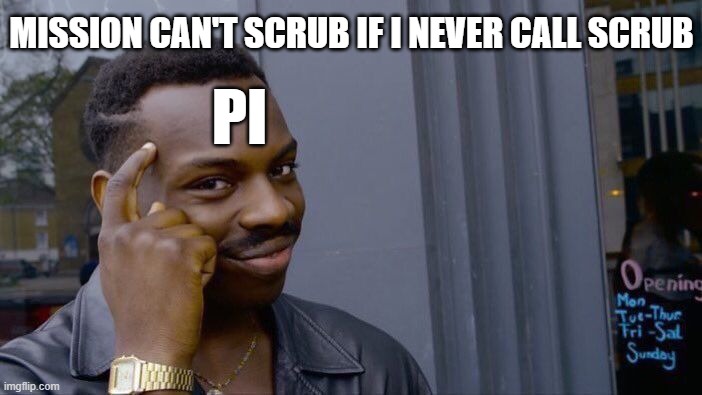 MISSION CAN'T SCRUB IF I NEVER CALL SCRUB
PI
Opening
Mon
Tue-Thur
Fri-Sat
Sunday
imgflip.com